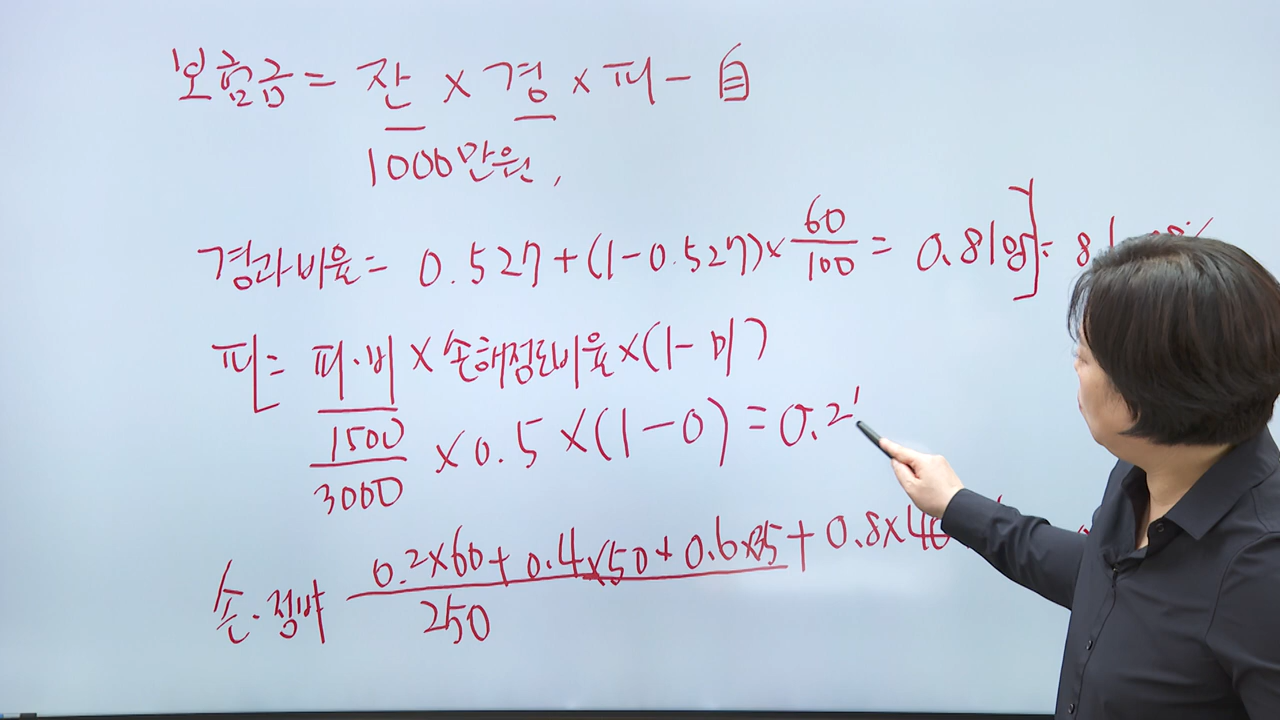 보험금 = 잔 × 경 × 피 - 自
1000만원,
경과비율 = 0.527 + (1-0.527) × 60/100 = 0.8198 = 81
피 = 피·비 × 손해정도비율 × (1-미)
1500/3000 × 0.5 × (1-0) = 0.2
손·정비 0.2×60 + 0.4×50 + 0.6×35 + 0.8×40
250